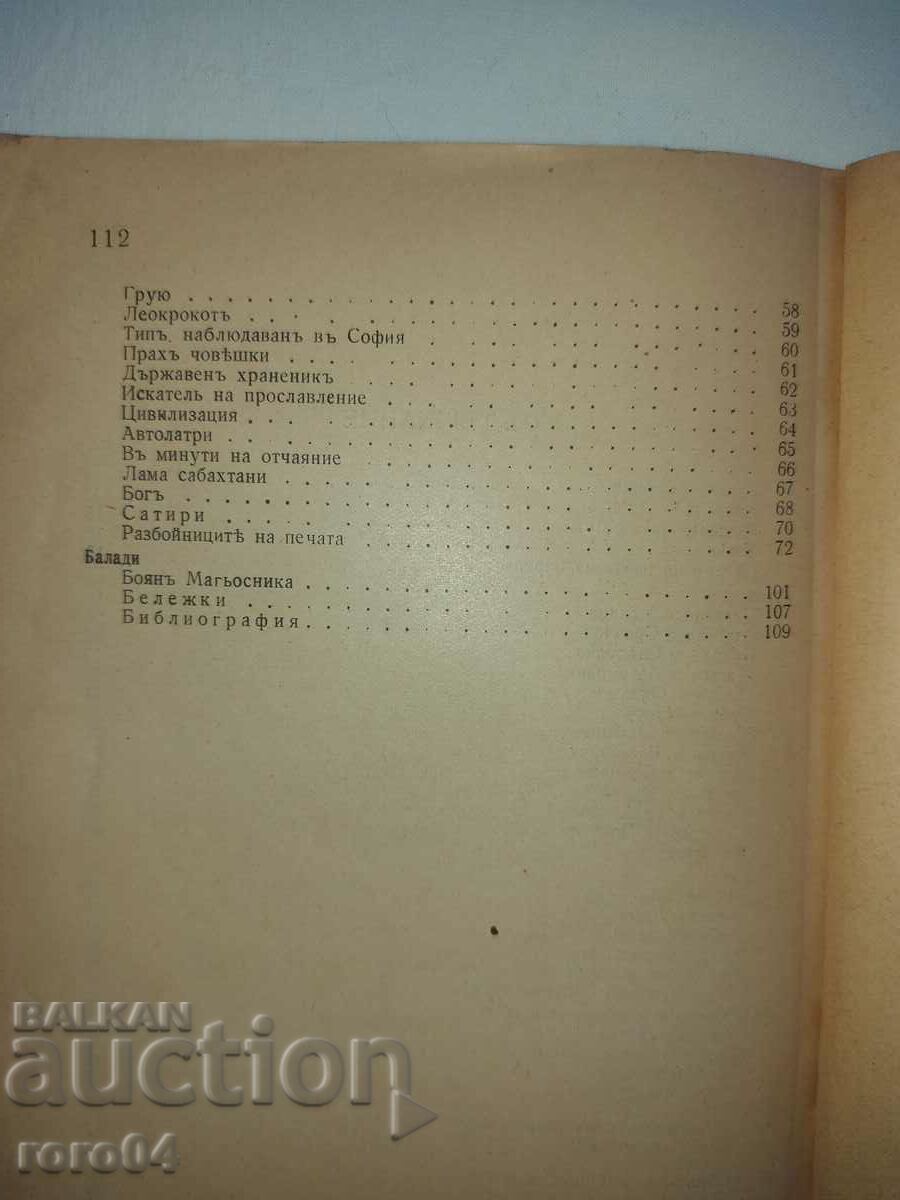 112
Грую . . . . . . . . . . . . . . . . . . . . 58
Леокрокотъ . . . . . . . . . . . . . . . . . . 59
Типъ, наблюдаванъ въ София . . . . . . . . . . 60
Прахъ човѣшки . . . . . . . . . . . . . . . . 61
Държавенъ храненикъ . . . . . . . . . . . . . 62
Искатель на прославление . . . . . . . . . . . 63
Цивилизация . . . . . . . . . . . . . . . . . 64
Автолатри . . . . . . . . . . . . . . . . . . 65
Въ минути на отчаяние . . . . . . . . . . . . 66
Лама сабахтани . . . . . . . . . . . . . . . . 67
Богъ . . . . . . . . . . . . . . . . . . . . 68
Сатири . . . . . . . . . . . . . . . . . . . 70
Разбойницитѣ на печата . . . . . . . . . . . . 72
Балади
Боянъ Магьосника . . . . . . . . . . . . . . . 101
Бележки . . . . . . . . . . . . . . . . . . . 107
Библиография . . . . . . . . . . . . . . . . . 109
BALKAN
auction
roro04